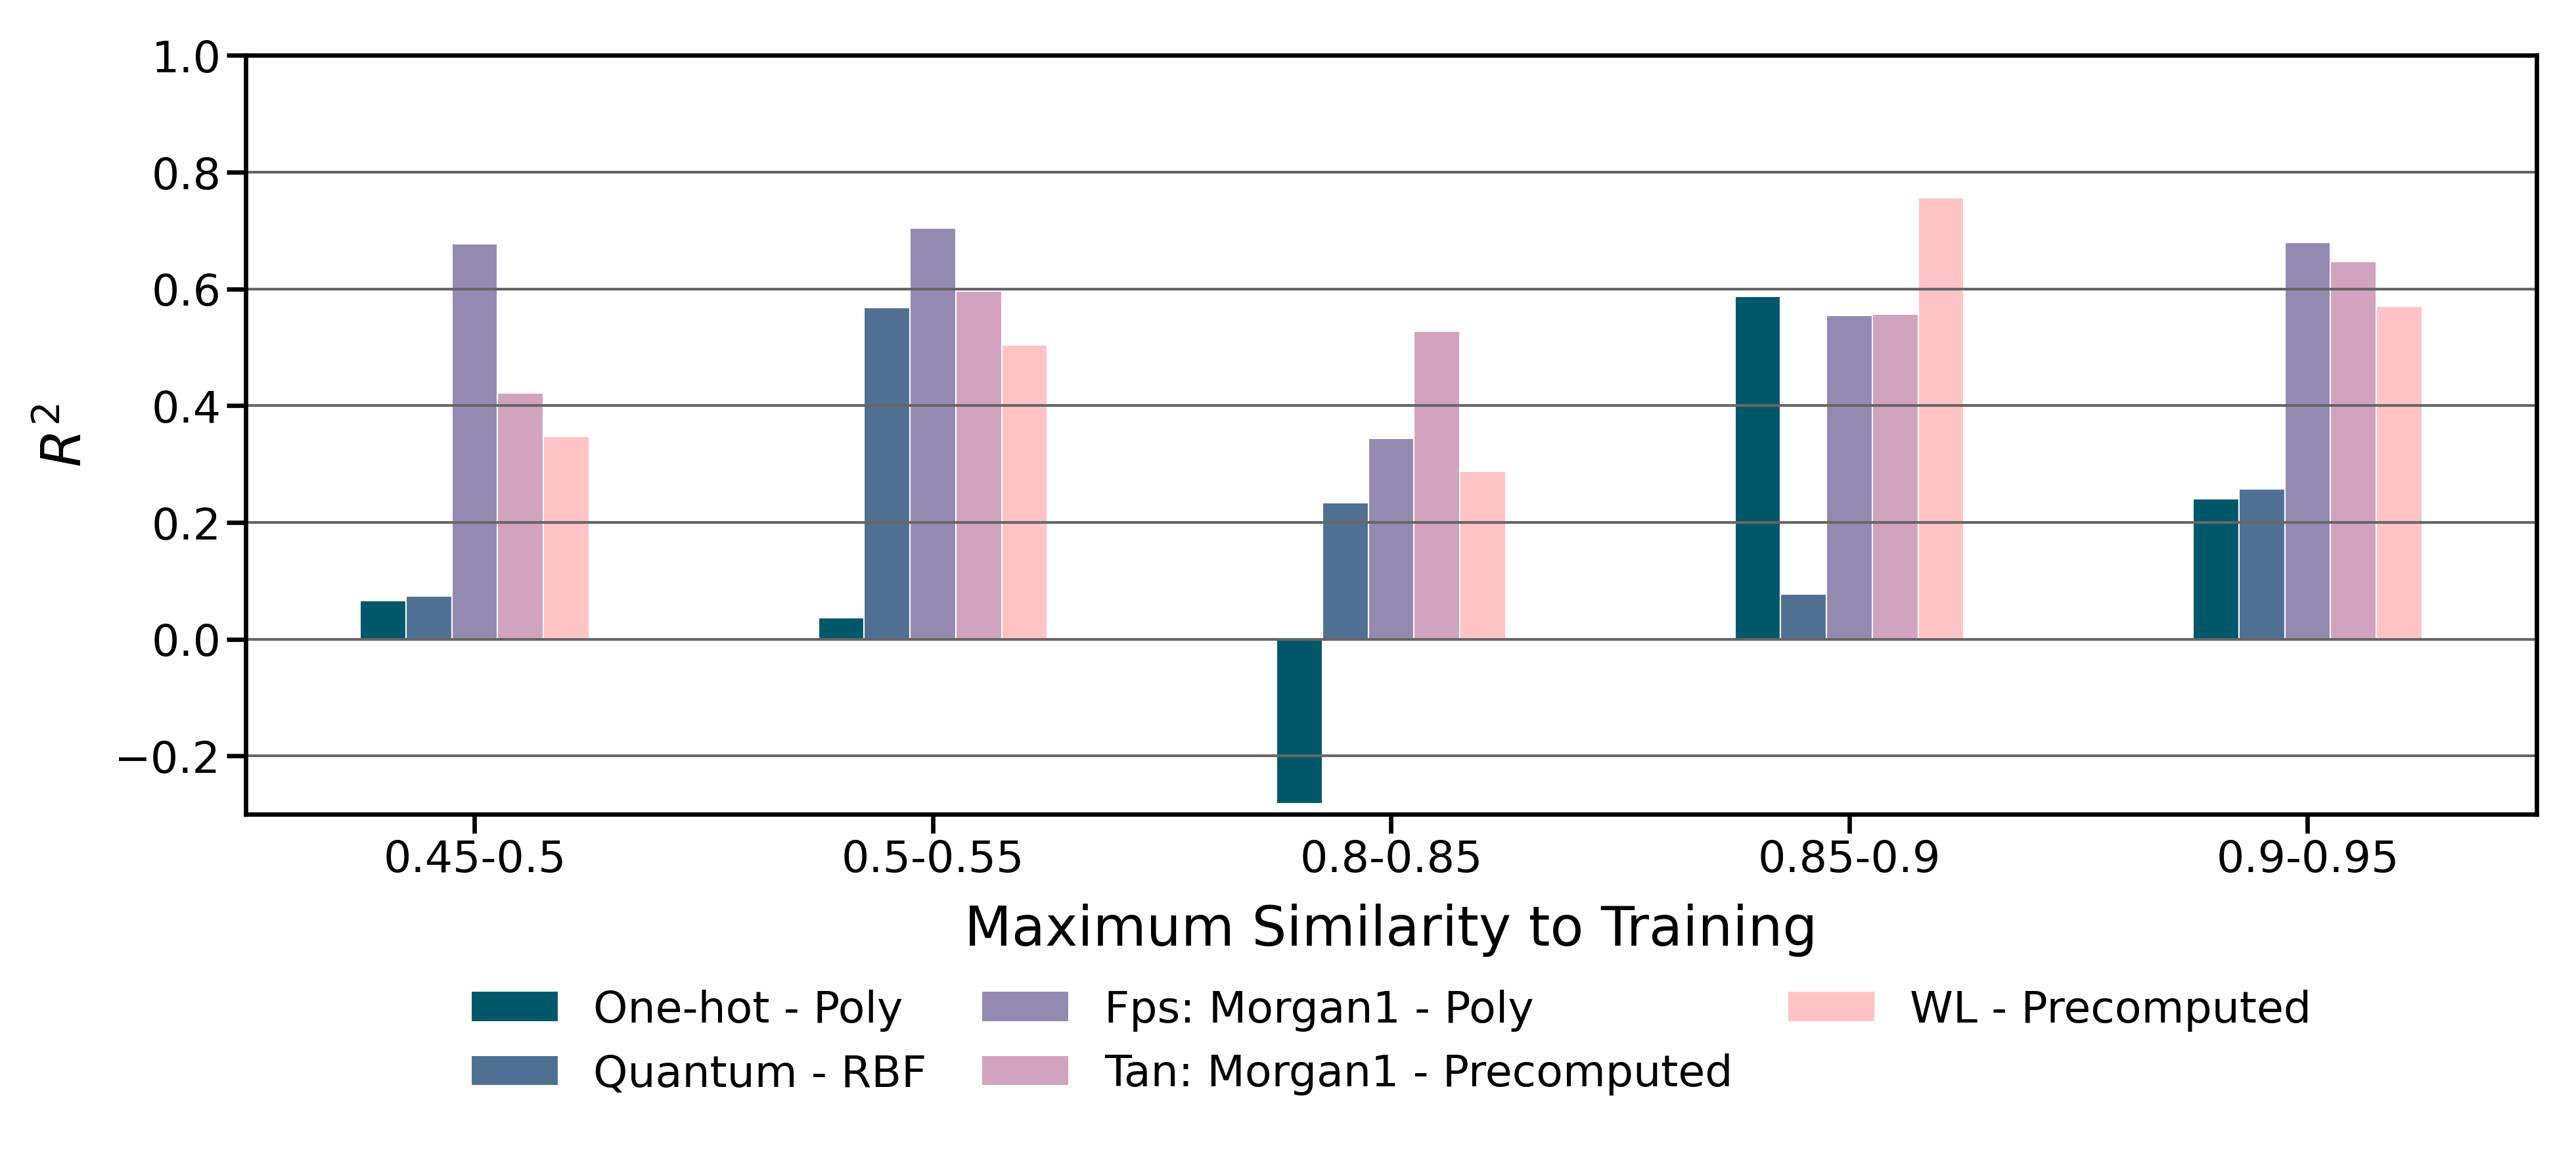 1.0
0.8
0.6
0.4
0.2
0.0
−0.2
R²
0.45-0.5 0.5-0.55 0.8-0.85 0.85-0.9 0.9-0.95
Maximum Similarity to Training
One-hot - Poly Fps: Morgan1 - Poly WL - Precomputed
Quantum - RBF Tan: Morgan1 - Precomputed